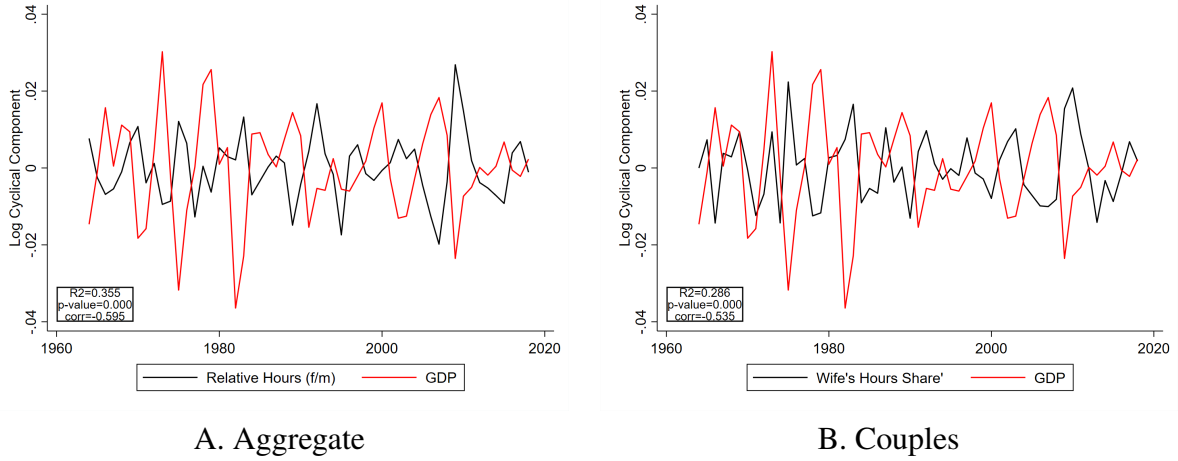 Log Cyclical Component
.04
.02
0
-.02
-.04
R2=0.355
p-value=0.000
corr=-0.595
1960 1980 2000 2020
Relative Hours (f/m) GDP
A. Aggregate
Log Cyclical Component
.04
.02
0
-.02
-.04
R2=0.286
p-value=0.000
corr=-0.535
1960 1980 2000 2020
Wife's Hours Share' GDP
B. Couples